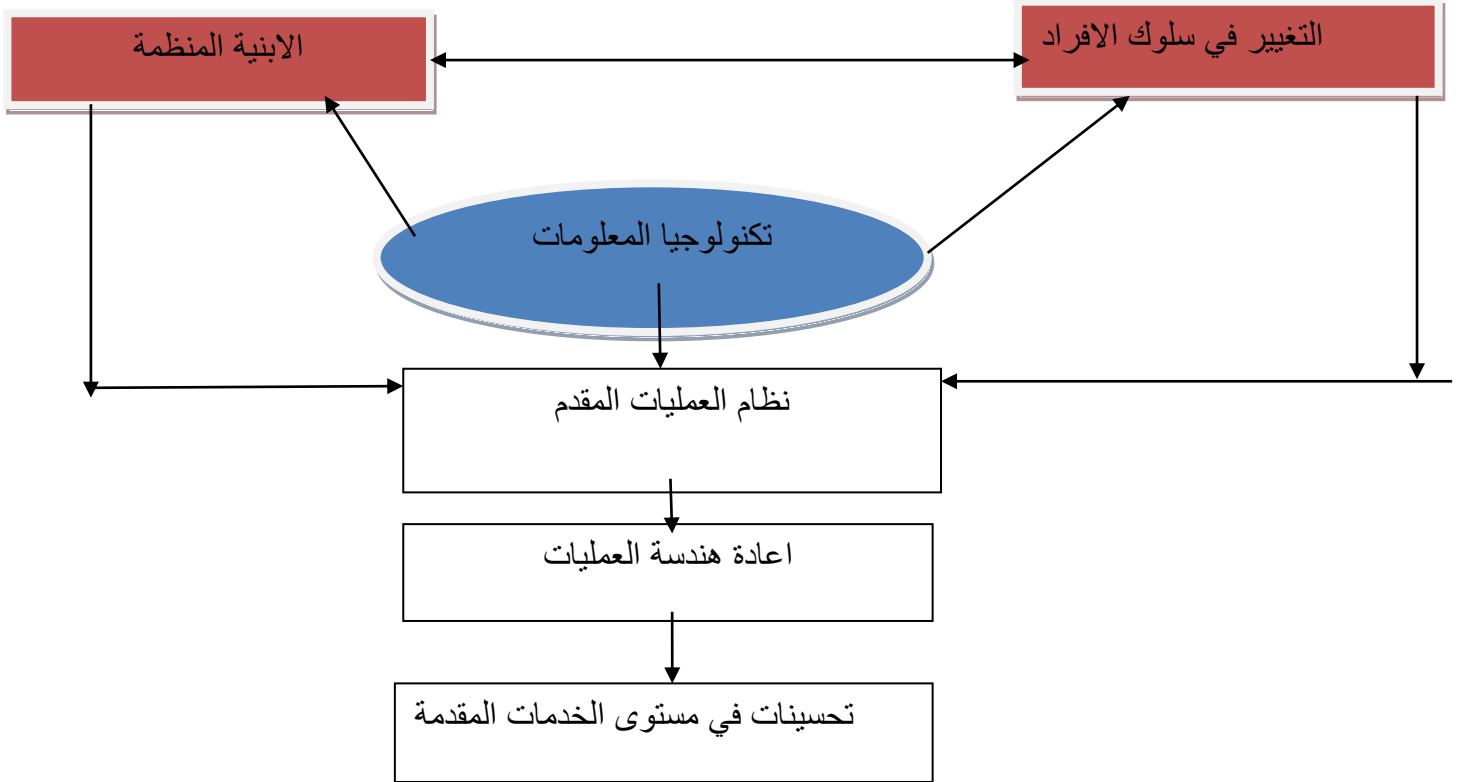 التغيير في سلوك الافراد
الابنية المنظمة
تكنولوجيا المعلومات
نظام العمليات المقدم
اعادة هندسة العمليات
تحسينات في مستوى الخدمات المقدمة